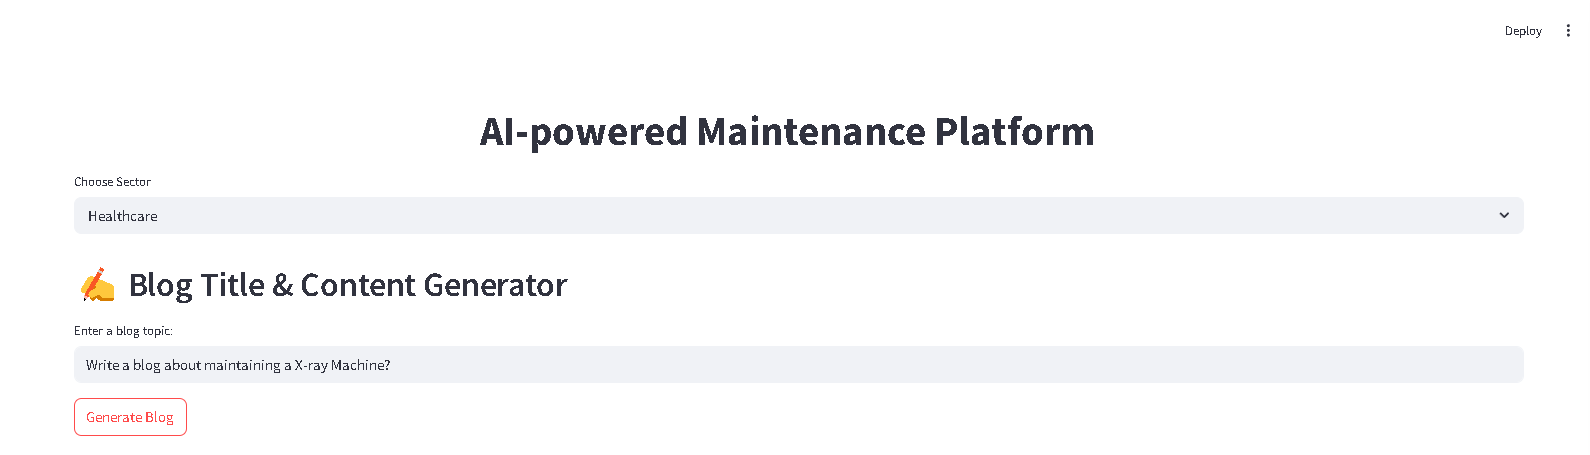 Deploy
AI-powered Maintenance Platform
Choose Sector
Healthcare
Blog Title & Content Generator
Enter a blog topic:
Write a blog about maintaining a X-ray Machine?
Generate Blog